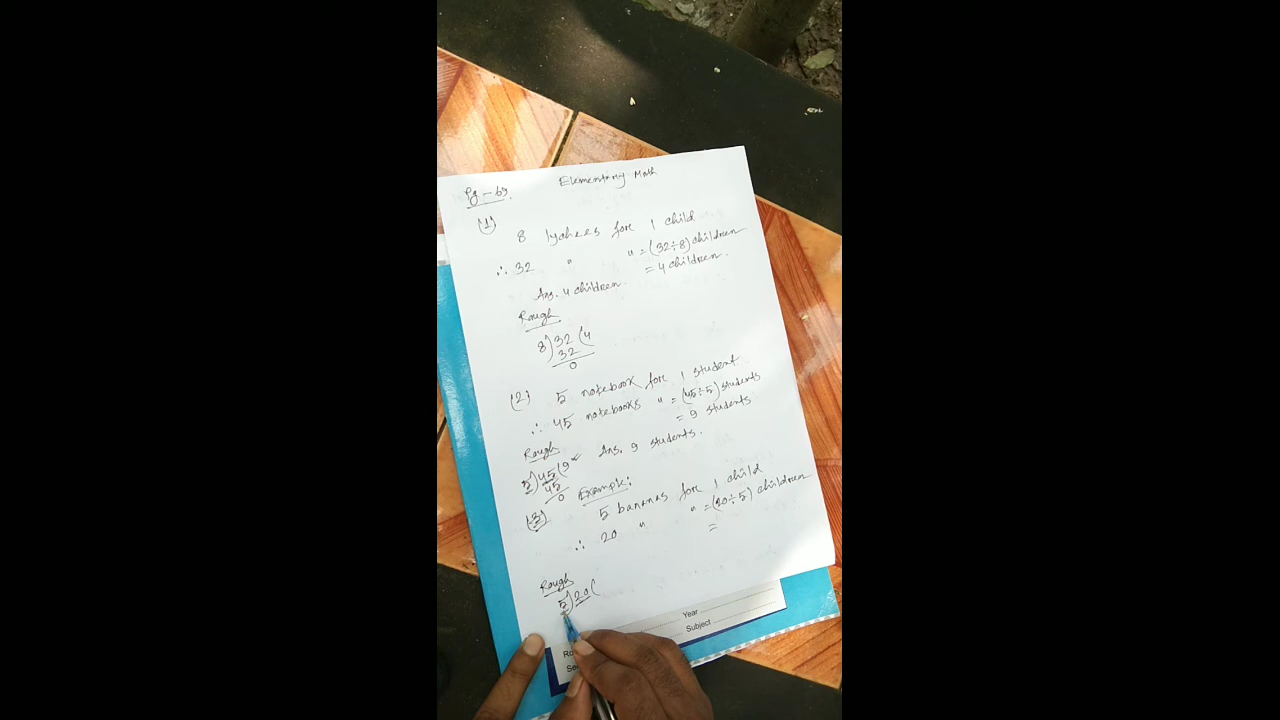 Elementary Math
Pg - 69.
(1)
8 lychees for 1 child
∴ 32 " " = (32÷8) children
= 4 children.
Ans. 4 children.
Rough
8)32(4
32
0
(2) 5 notebook for 1 student
∴ 45 notebooks " = (45÷5) students
= 9 students
Rough Ans. 9 students.
5)45(9
45
0
Example:
(3) 5 bananas for 1 child
∴ 20 " " = (20÷5) children
=
Rough
5)20(
Year
Subject
Ro
Se